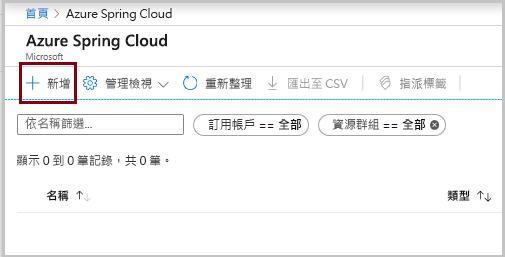 首頁 > Azure Spring Cloud
Azure Spring Cloud
Microsoft
新增 管理檢視 重新整理 匯出至 CSV 指派標籤
依名稱篩選... 訂用帳戶 == 全部 資源群組 == 全部
顯示 0 到 0 筆記錄，共 0 筆。
名稱 ↑↓ 類型 ↑↓